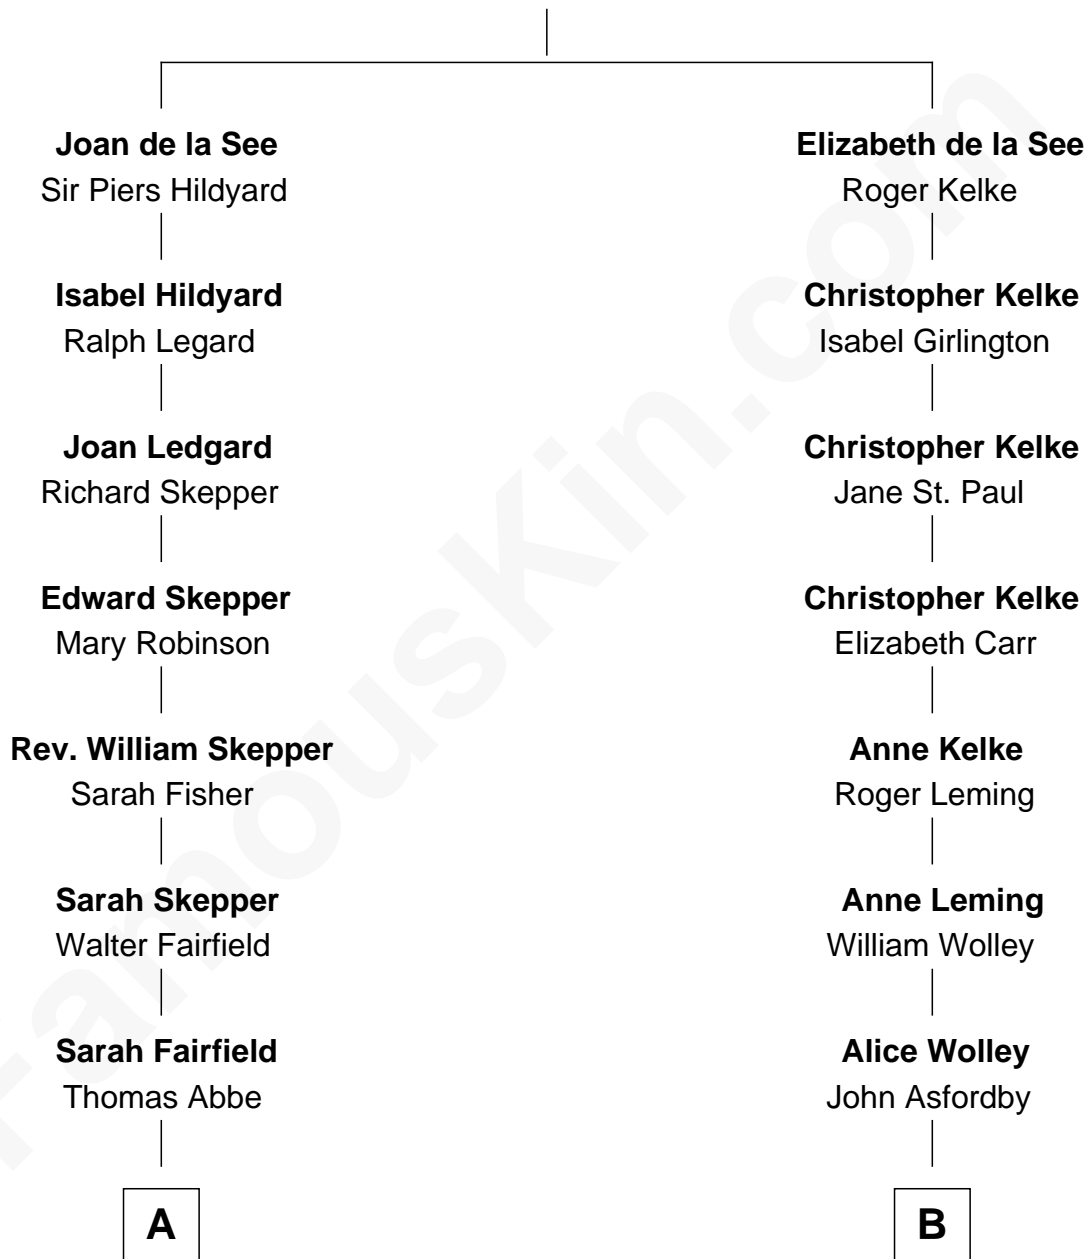 Joan de la See
Sir Piers Hildyard
Isabel Hildyard
Ralph Legard
Joan Ledgard
Richard Skepper
Edward Skepper
Mary Robinson
Rev. William Skepper
Sarah Fisher
Sarah Skepper
Walter Fairfield
Sarah Fairfield
Thomas Abbe
A
Elizabeth de la See
Roger Kelke
Christopher Kelke
Isabel Girlington
Christopher Kelke
Jane St. Paul
Christopher Kelke
Elizabeth Carr
Anne Kelke
Roger Leming
Anne Leming
William Wolley
Alice Wolley
John Asfordby
B
FamousKin.com